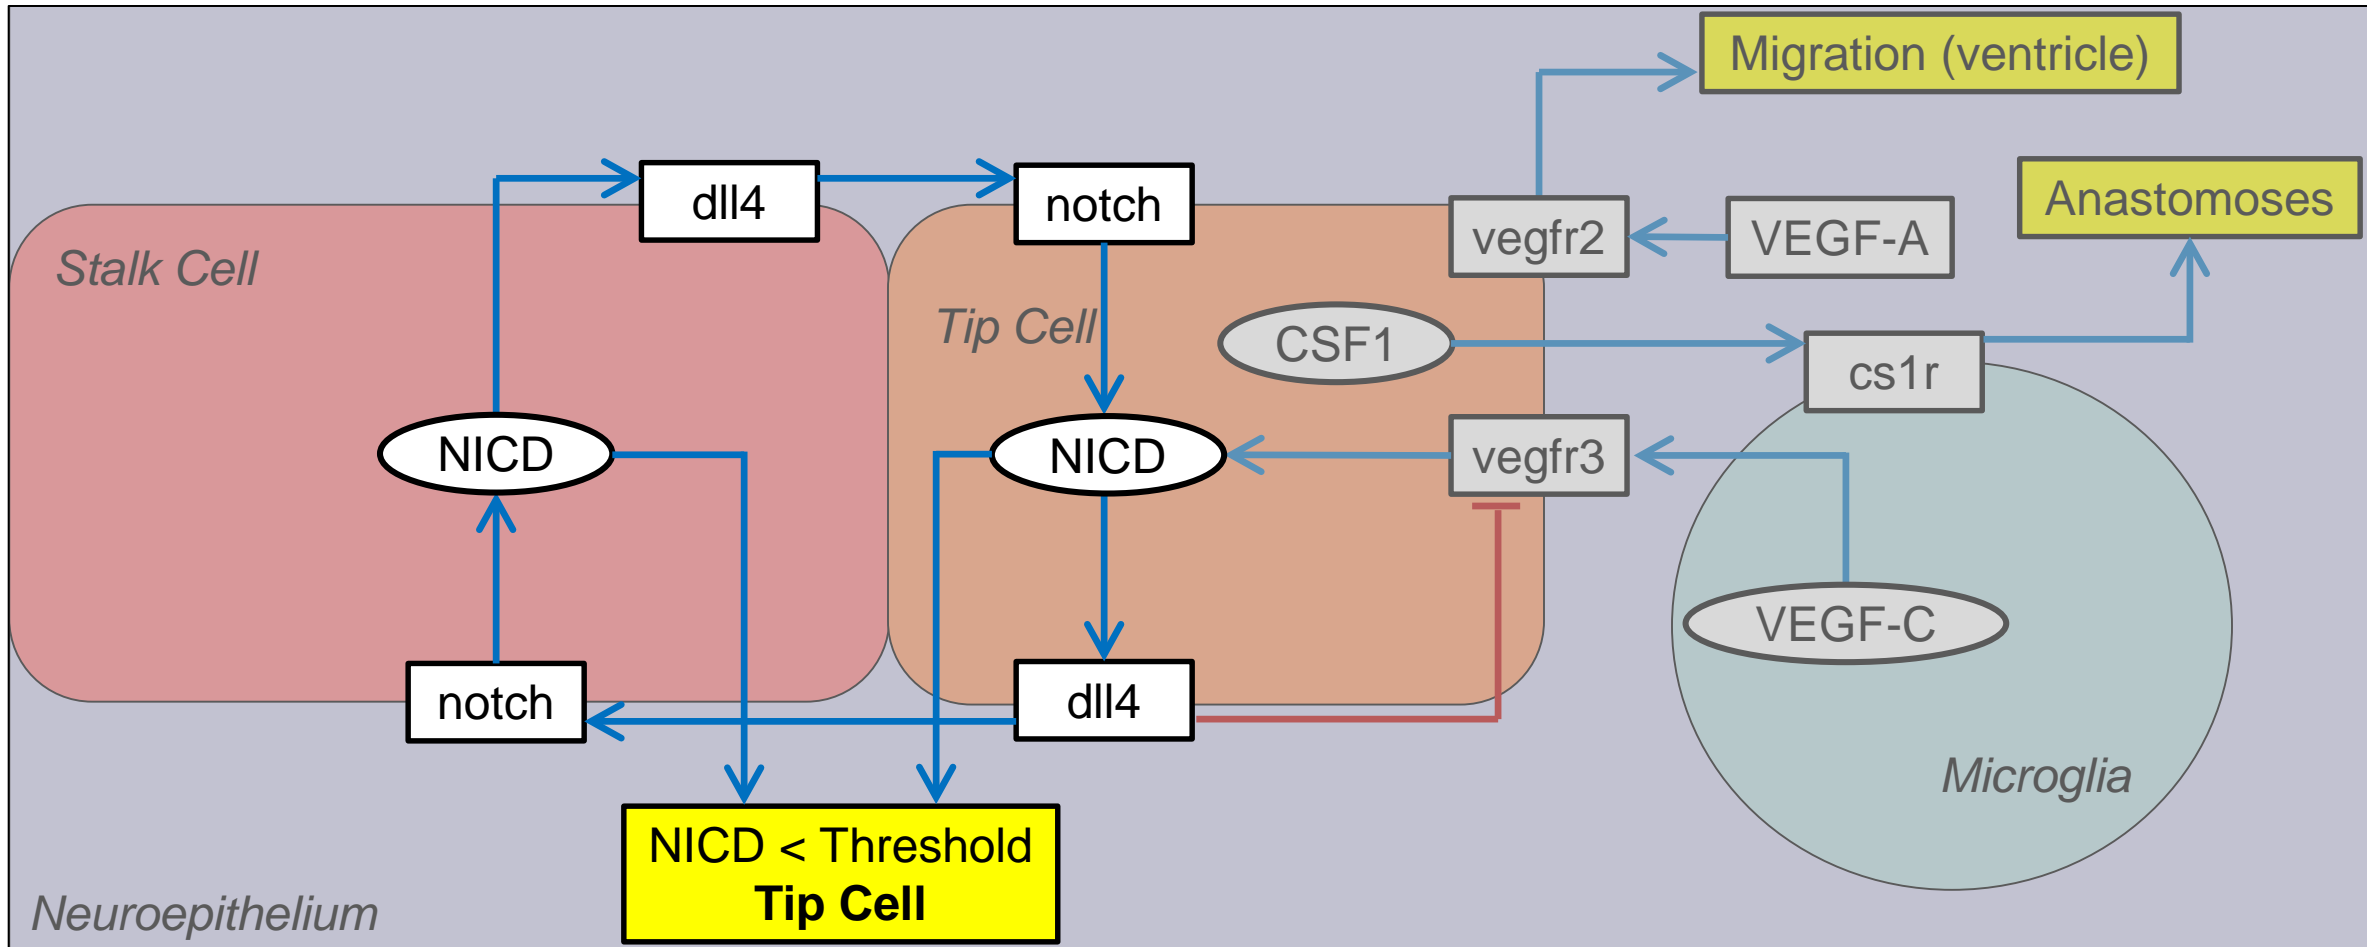 Migration (ventricle)
dll4
notch
Anastomoses
vegfr2
VEGF-A
Stalk Cell
Tip Cell
CSF1
cs1r
NICD
NICD
vegfr3
VEGF-C
notch
dll4
Microglia
NICD < Threshold
Tip Cell
Neuroepithelium